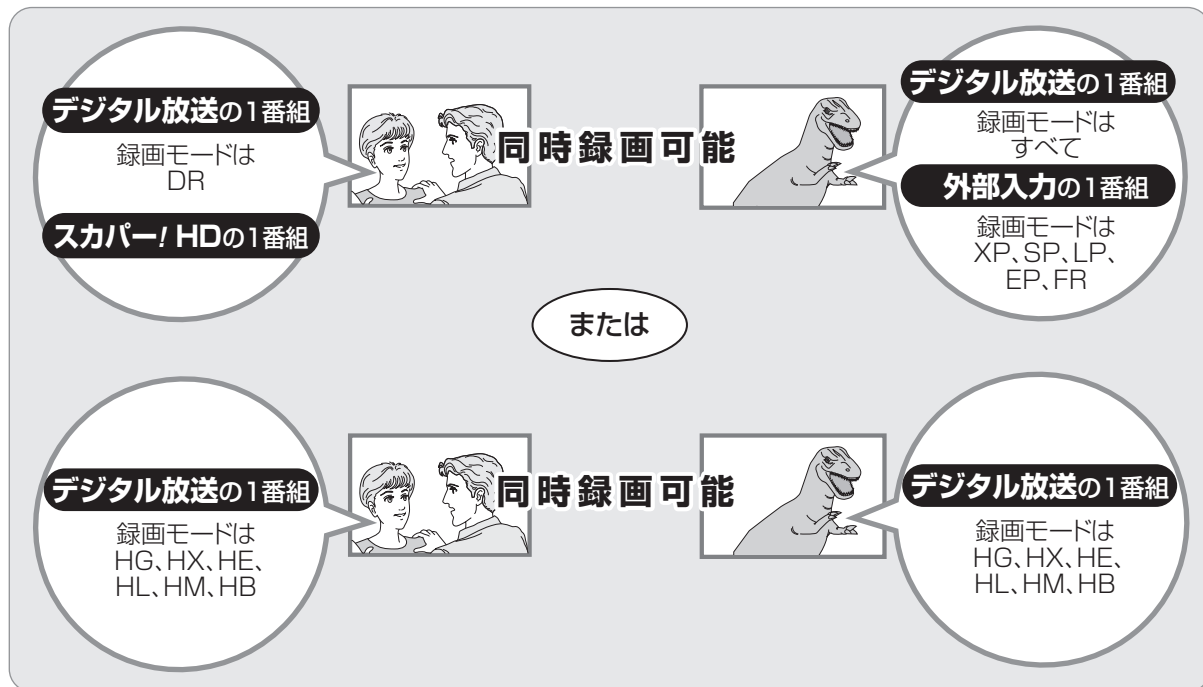 デジタル放送の1番組
録画モードは
DR
スカパー! HDの1番組
同時録画可能
デジタル放送の1番組
録画モードは
すべて
外部入力の1番組
録画モードは
XP、SP、LP、
EP、FR
または
デジタル放送の1番組
録画モードは
HG、HX、HE、
HL、HM、HB
同時録画可能
デジタル放送の1番組
録画モードは
HG、HX、HE、
HL、HM、HB